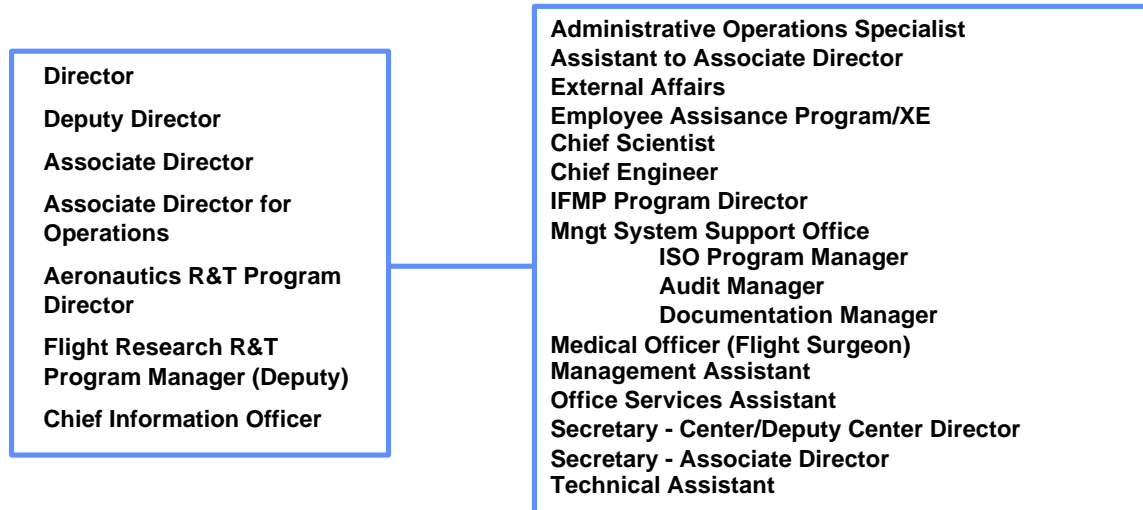 Director
Deputy Director
Associate Director
Associate Director for
Operations
Aeronautics R&T Program
Director
Flight Research R&T
Program Manager (Deputy)
Chief Information Officer
Administrative Operations Specialist
Assistant to Associate Director
External Affairs
Employee Assisance Program/XE
Chief Scientist
Chief Engineer
IFMP Program Director
Mngt System Support Office
ISO Program Manager
Audit Manager
Documentation Manager
Medical Officer (Flight Surgeon)
Management Assistant
Office Services Assistant
Secretary - Center/Deputy Center Director
Secretary - Associate Director
Technical Assistant